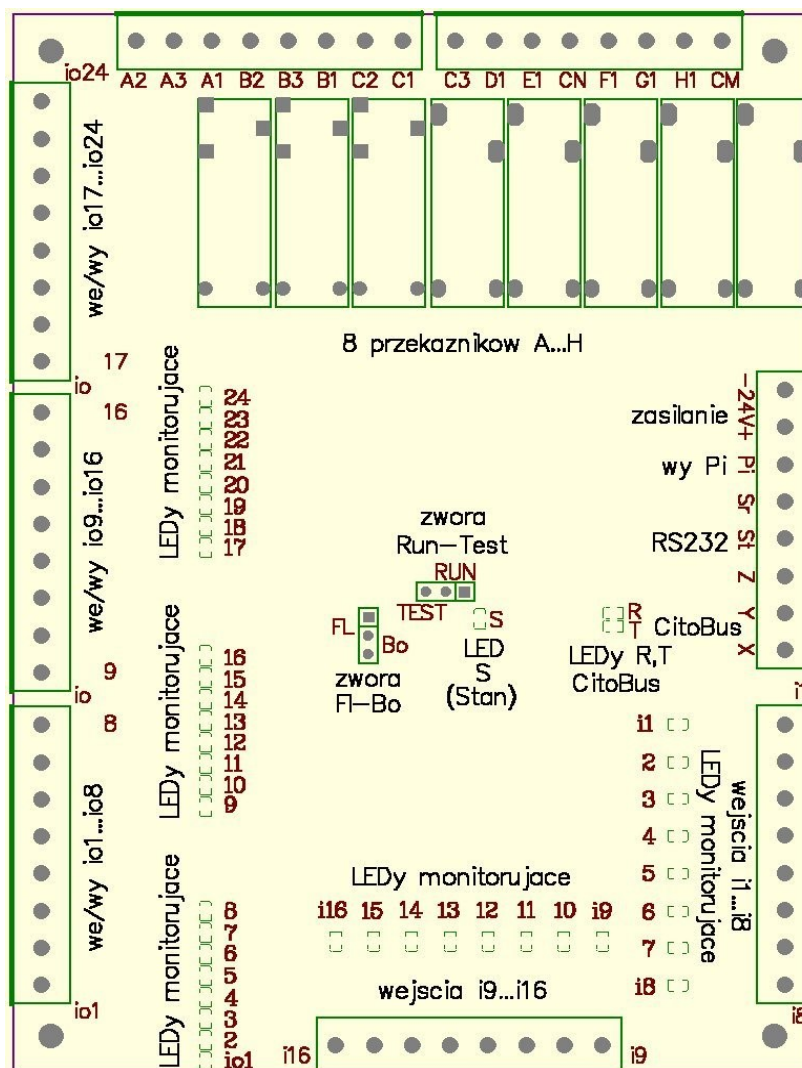 io24
A2 A3 A1 B2 B3 B1 C2 C1
C3 D1 E1 CN F1 G1 H1 CM
we/wy io17...io24
17
io
8 przekaznikow A...H
16
we/wy io9...io16
9
io
LEDy monitorujace
24
23
22
21
20
19
18
17
zasilanie
-24V+
wy Pi
Pi
Sr
RS232
St
Z
Y
CitoBus
X
zwora
Run-Test
RUN
TEST
S
LED
S
(Stan)
FL
Bo
zwora
Fl-Bo
R
T
LEDy R,T
CitoBus
LEDy monitorujace
16
15
14
13
12
11
10
9
8
we/wy io1...io8
io1
i1
2
3
4
5
6
7
i8
LEDy monitorujace
wejscia i1...i8
i8
LEDy monitorujace
8
7
6
5
4
3
2
io1
LEDy monitorujace
i16 15 14 13 12 11 10 i9
wejscia i9...i16
i16
i9